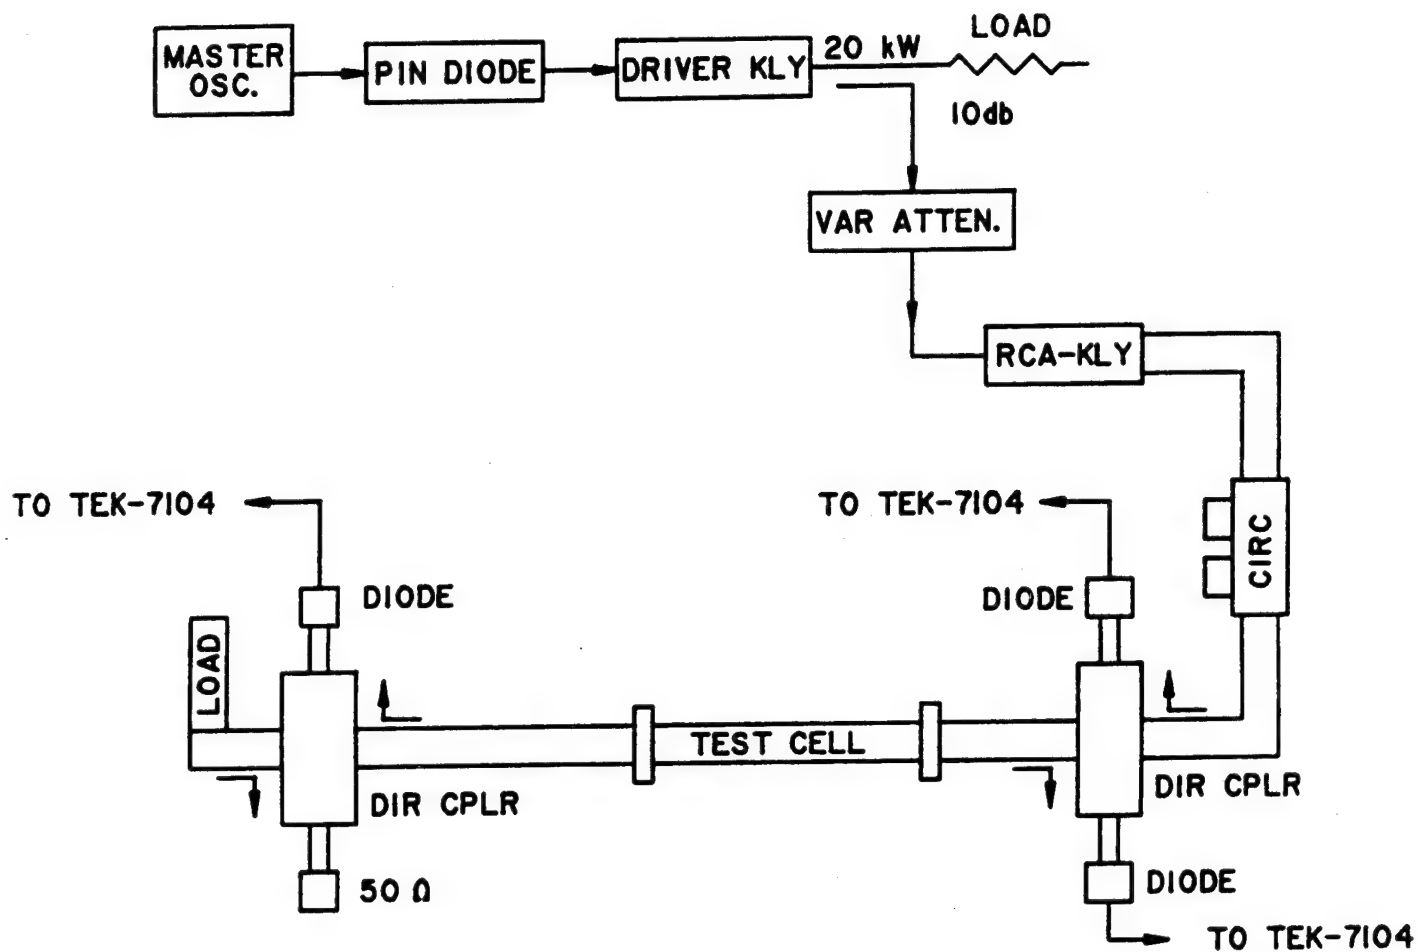 MASTER
OSC.
PIN DIODE
DRIVER KLY
20 kW
LOAD
10db
VAR ATTEN.
RCA-KLY
CIRC
TO TEK-7104
DIODE
LOAD
TEST CELL
DIR CPLR
50 Ω
TO TEK-7104
DIODE
DIR CPLR
DIODE
TO TEK-7104